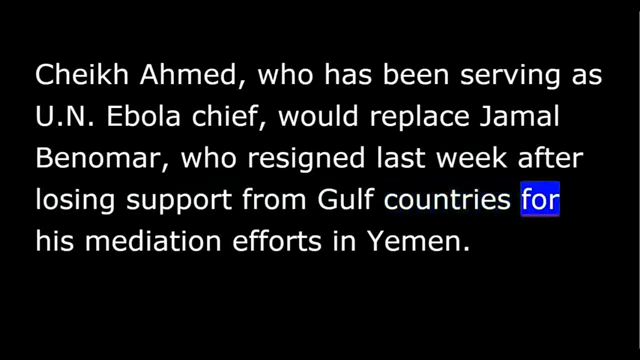 Cheikh Ahmed, who has been serving as
U.N. Ebola chief, would replace Jamal
Benomar, who resigned last week after
losing support from Gulf countries for
his mediation efforts in Yemen.